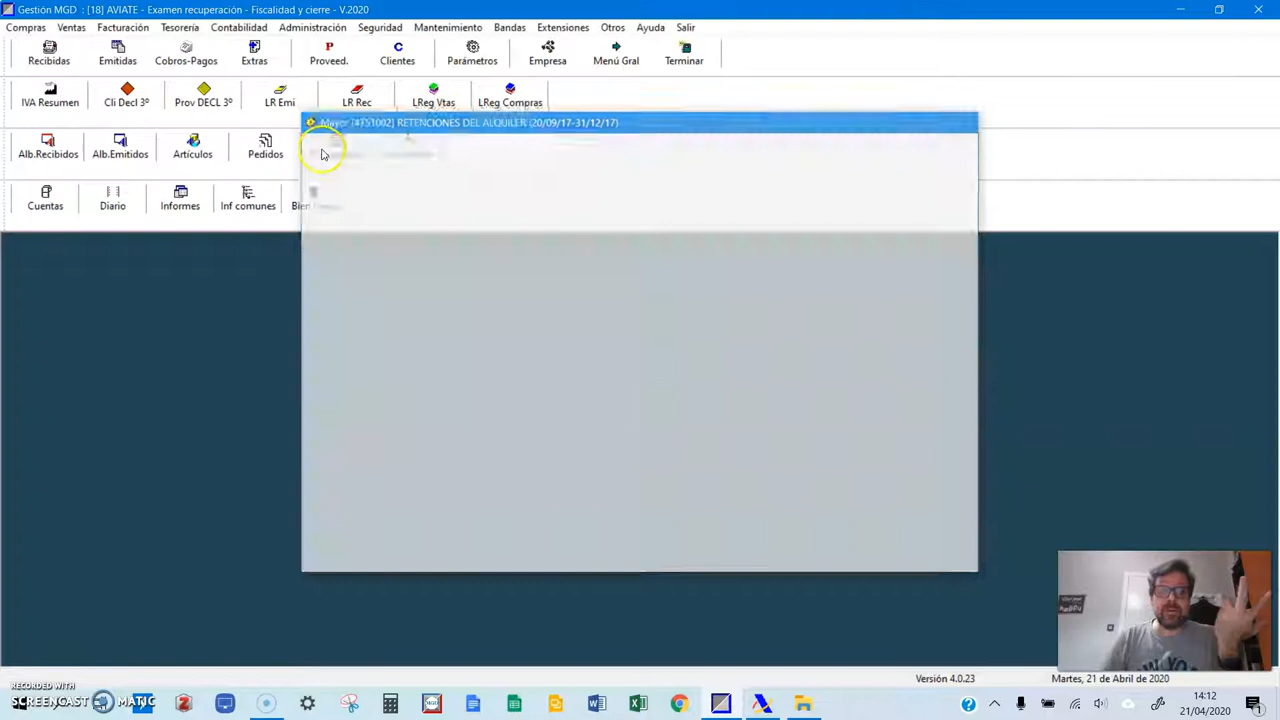 Gestión MGD : [18] AVIATE - Examen recuperación - Fiscalidad y cierre - V.2020
Compras Ventas Facturación Tesorería Contabilidad Administración Seguridad Mantenimiento Bandas Extensiones Otros Ayuda Salir
Recibidas Emitidas Cobros-Pagos Extras Proveed. Clientes Parámetros Empresa Menú Gral Terminar
IVA Resumen Cli Decl 3º Prov DECL 3º LR Emi LR Rec LReg Vtas LReg Compras
Mayor [4751002] RETENCIONES DEL ALQUILER (20/09/17-31/12/17)
Alb.Recibidos Alb.Emitidos Artículos Pedidos
Cuentas Diario Informes Inf comunes
Versión 4.0.23
Martes, 21 de Abril de 2020
RECORDED WITH
SCREENCAST MATIC
14:12
21/04/2020